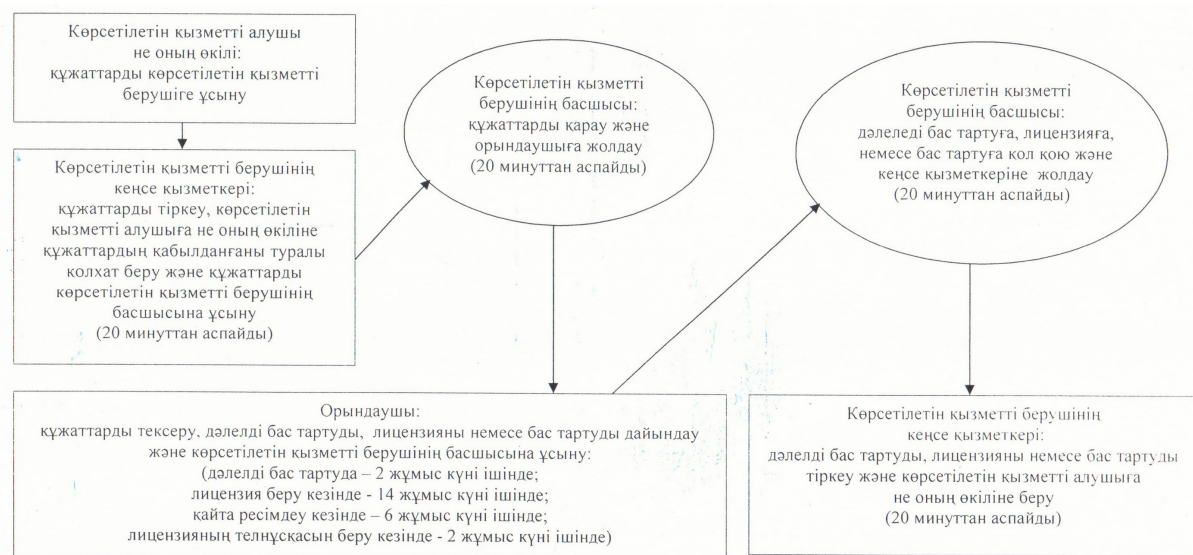 Көрсетілетін қызметті алушы
не оның өкілі:
құжаттарды көрсетілетін қызметті
берушіге ұсыну
Көрсетілетін қызметті берушінің
кеңсе қызметкері:
құжаттарды тіркеу, көрсетілетін
қызметті алушыға не оның өкіліне
құжаттардың қабылданғаны туралы
қолхат беру және құжаттарды
көрсетілетін қызметті берушінің
басшысына ұсыну
(20 минуттан аспайды)
Көрсетілетін қызметті
берушінің басшысы:
құжаттарды қарау және
орындаушыға жолдау
(20 минуттан аспайды)
Орындаушы:
құжаттарды тексеру, дәлелді бас тартуды, лицензияны немесе бас тартуды дайындау
және көрсетілетін қызметті берушінің басшысына ұсыну:
(дәлелді бас тартуда – 2 жұмыс күні ішінде;
лицензия беру кезінде - 14 жұмыс күні ішінде;
қайта ресімдеу кезінде – 6 жұмыс күні ішінде;
лицензияның телнұсқасын беру кезінде - 2 жұмыс күні ішінде)
Көрсетілетін қызметті
берушінің басшысы:
дәлеледі бас тартуға, лицензияға,
немесе бас тартуға қол қою және
кеңсе қызметкеріне жолдау
(20 минуттан аспайды)
Көрсетілетін қызметті берушінің
кеңсе қызметкері:
дәлелді бас тартуды, лицензияны немесе бас тартуды
тіркеу және көрсетілетін қызметті алушыға
не оның өкіліне беру
(20 минуттан аспайды)